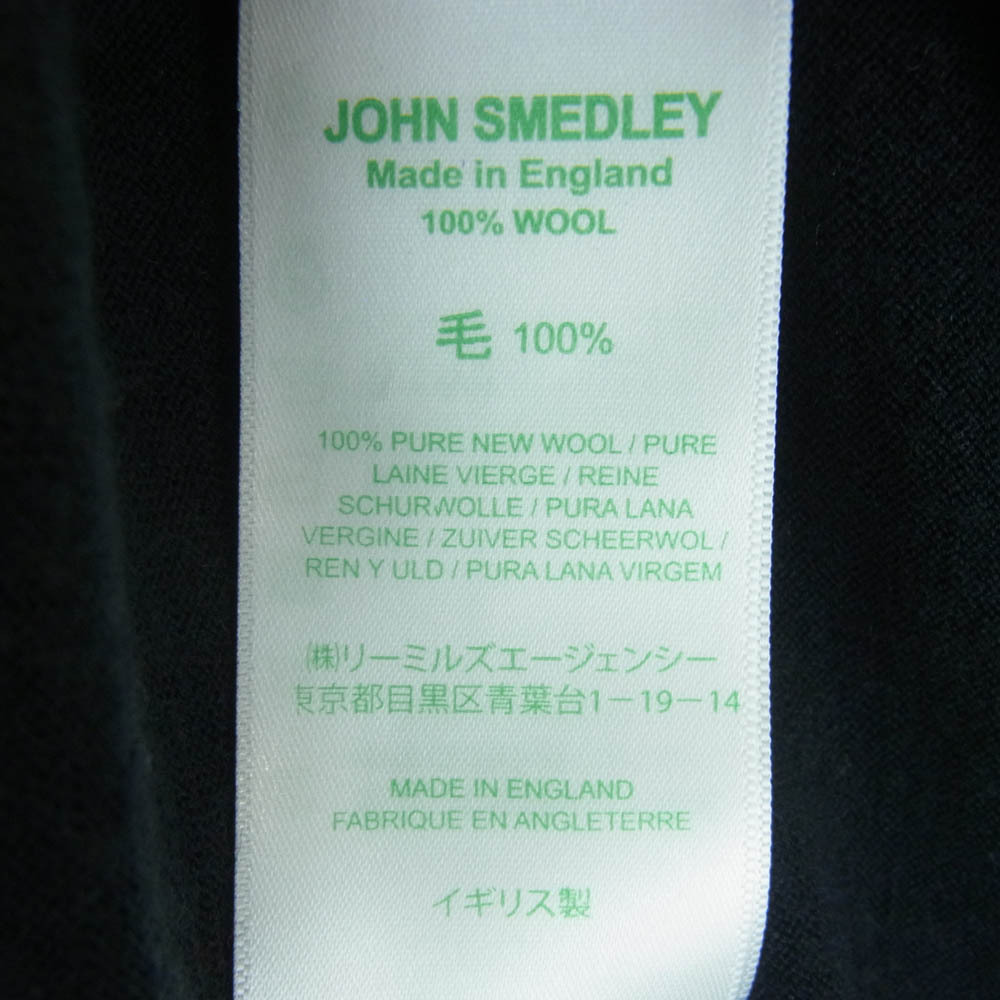 JOHN SMEDLEY
Made in England
100% WOOL
毛 100%
100% PURE NEW WOOL / PURE
LAINE VIERGE / REINE
SCHURWOLLE / PURA LANA
VERGINE / ZUIVER SCHEERWOL /
REN Y ULD / PURA LANA VIRGEM
㈱リーミルズエージェンシー
東京都目黒区青葉台1－19－14
MADE IN ENGLAND
FABRIQUE EN ANGLETERRE
イギリス製